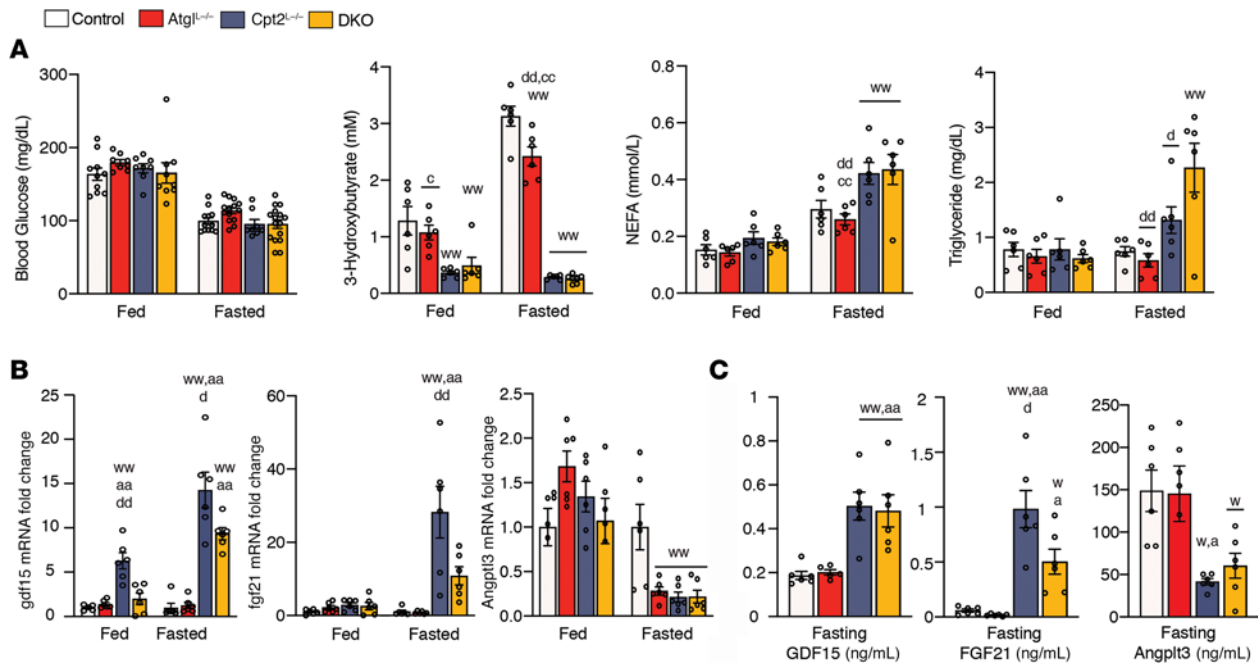 Control Atgl^L-/- Cpt2^L-/- DKO
A
Blood Glucose (mg/dL)
300
200
100
0
Fed Fasted
3-Hydroxybutyrate (mM)
4
3
2
1
0
c
ww
ww
dd,cc
ww
ww
Fed Fasted
NEFA (mmol/L)
0.8
0.6
0.4
0.2
0.0
dd
cc
ww
Fed Fasted
Triglyceride (mg/dL)
4
3
2
1
0
dd
d
ww
Fed Fasted
B
gdf15 mRNA fold change
25
20
15
10
5
0
ww
aa
dd
ww,aa
d
ww
aa
Fed Fasted
fgf21 mRNA fold change
60
40
20
0
ww,aa
dd
Fed Fasted
Angplt3 mRNA fold change
2.5
2.0
1.5
1.0
0.5
0.0
ww
Fed Fasted
C
1
0.8
0.6
0.4
0.2
0
ww,aa
Fasting
GDF15 (ng/mL)
2
1
1
0
0
ww,aa
d
w
a
Fasting
FGF21 (ng/mL)
250
200
150
100
50
0
w,a
w
Fasting
Angplt3 (ng/mL)